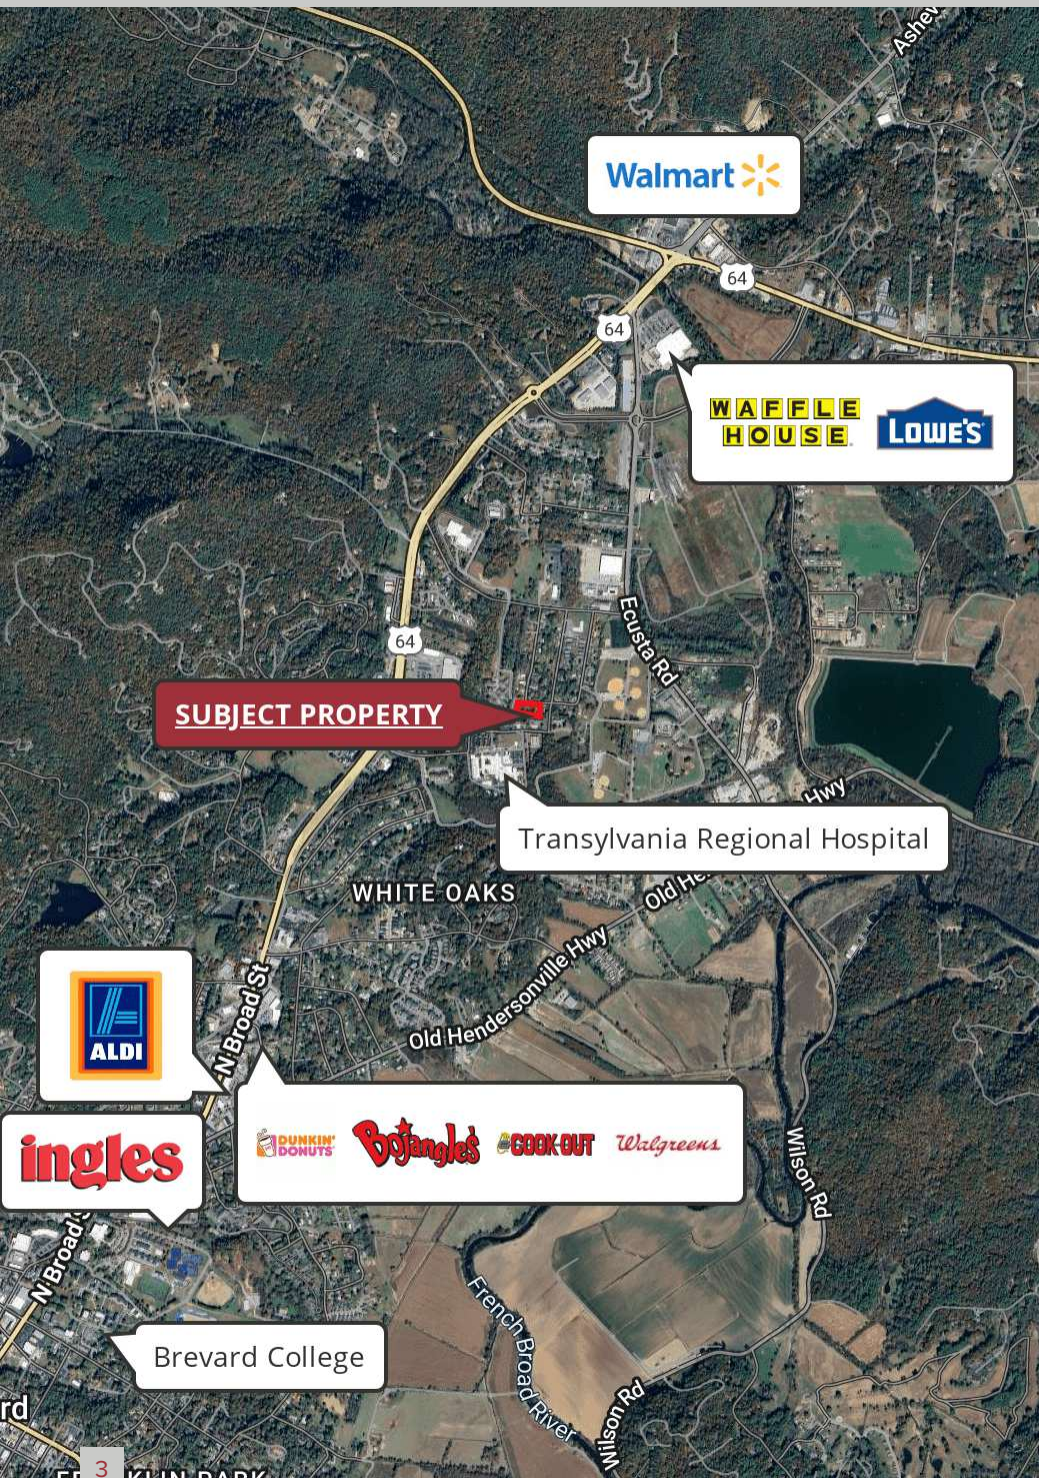 Ashev
Walmart
64
64
WAFFLE
HOUSE
LOWE'S
Ecusta Rd
64
SUBJECT PROPERTY
Hwy
Transylvania Regional Hospital
WHITE OAKS
Old He
Old Hendersonville Hwy
N Broad St
ALDI
DUNKIN'
DONUTS
Bojangles
COOK-OUT
Walgreens
ingles
Wilson Rd
N Broad S
French Broad River
Brevard College
Wilson Rd
rd
3
KLIN PARK